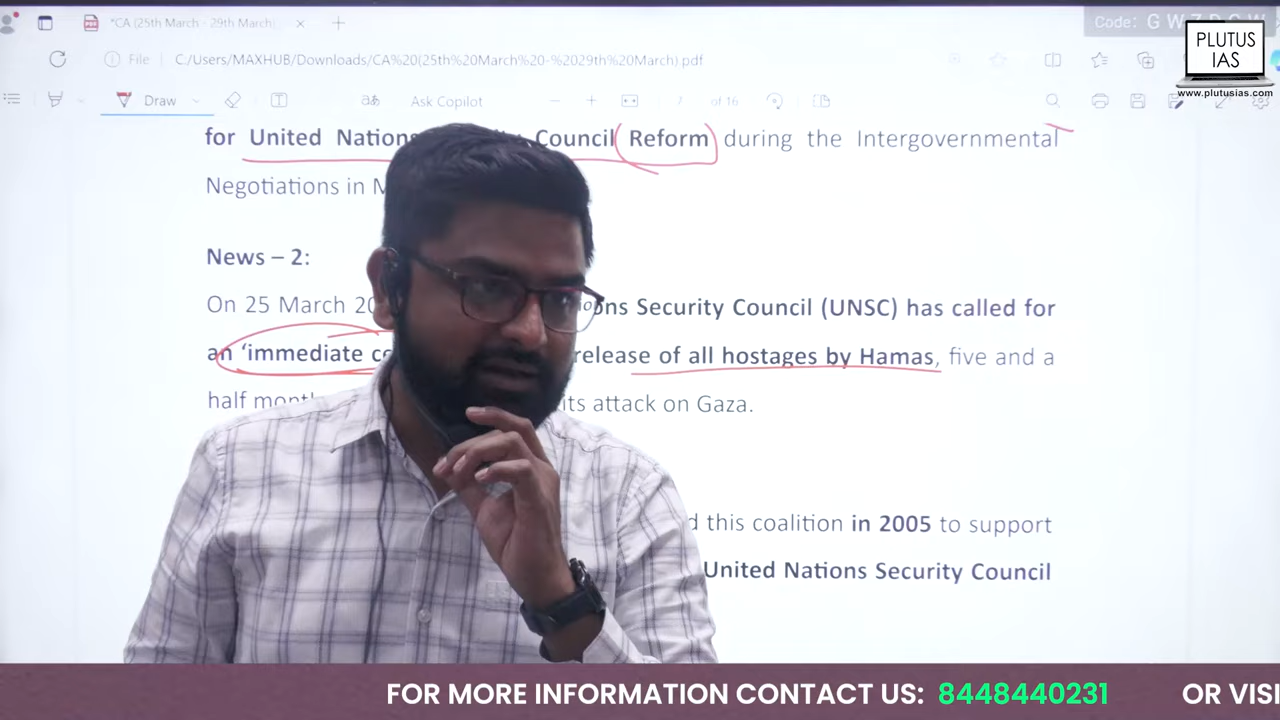 *CA (25th March - 29th March)
Code: G W Z D G W
File C:/Users/MAXHUB/Downloads/CA%20(25th%20March%20-%2029th%20March).pdf
PLUTUS
IAS
www.plutusias.com
Draw Ask Copilot 7 of 16
for United Nations Council Reform during the Intergovernmental
Negotiations in
News – 2:
On 25 March Security Council (UNSC) has called for
an ‘immediate release of all hostages by Hamas, five and a
half its attack on Gaza.
this coalition in 2005 to support
United Nations Security Council
FOR MORE INFORMATION CONTACT US: 8448440231 OR